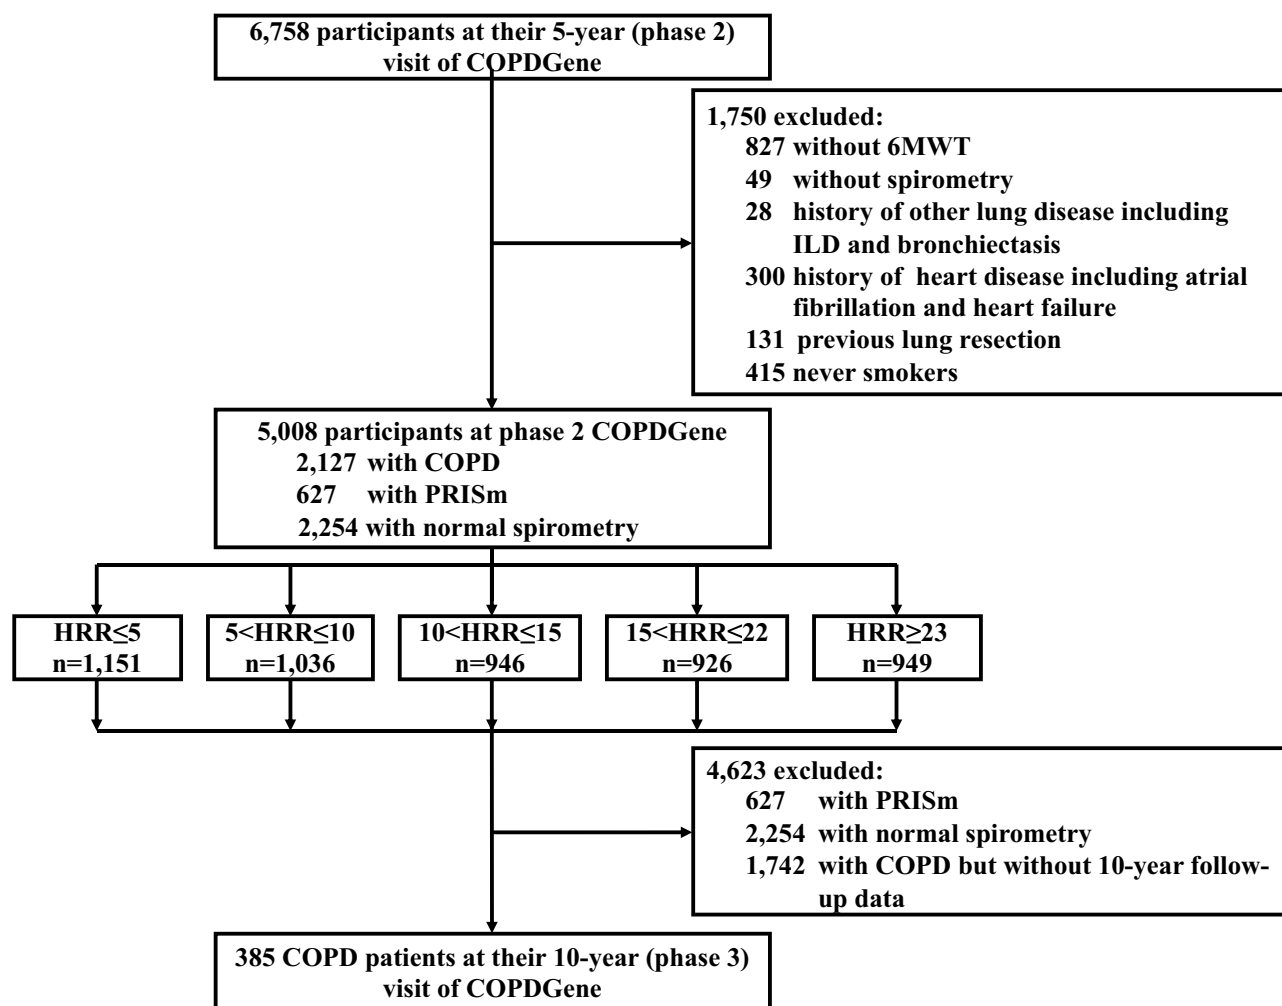 6,758 participants at their 5-year (phase 2)
visit of COPDGene
1,750 excluded:
827 without 6MWT
49 without spirometry
28 history of other lung disease including
ILD and bronchiectasis
300 history of heart disease including atrial
fibrillation and heart failure
131 previous lung resection
415 never smokers
5,008 participants at phase 2 COPDGene
2,127 with COPD
627 with PRISm
2,254 with normal spirometry
HRR≤5
n=1,151
5<HRR≤10
n=1,036
10<HRR≤15
n=946
15<HRR≤22
n=926
HRR≥23
n=949
4,623 excluded:
627 with PRISm
2,254 with normal spirometry
1,742 with COPD but without 10-year follow-
up data
385 COPD patients at their 10-year (phase 3)
visit of COPDGene